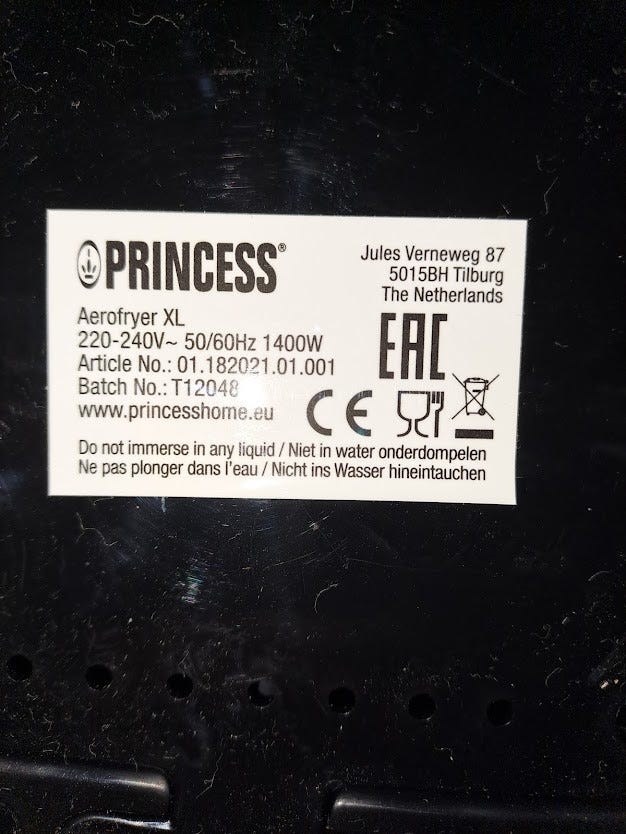 PRINCESS®
Jules Verneweg 87
5015BH Tilburg
The Netherlands
Aerofryer XL
220-240V~ 50/60Hz 1400W
Article No.: 01.182021.01.001
Batch No.: T12048
www.princesshome.eu
EAC
CE
Do not immerse in any liquid / Niet in water onderdompelen
Ne pas plonger dans l'eau / Nicht ins Wasser hineintauchen